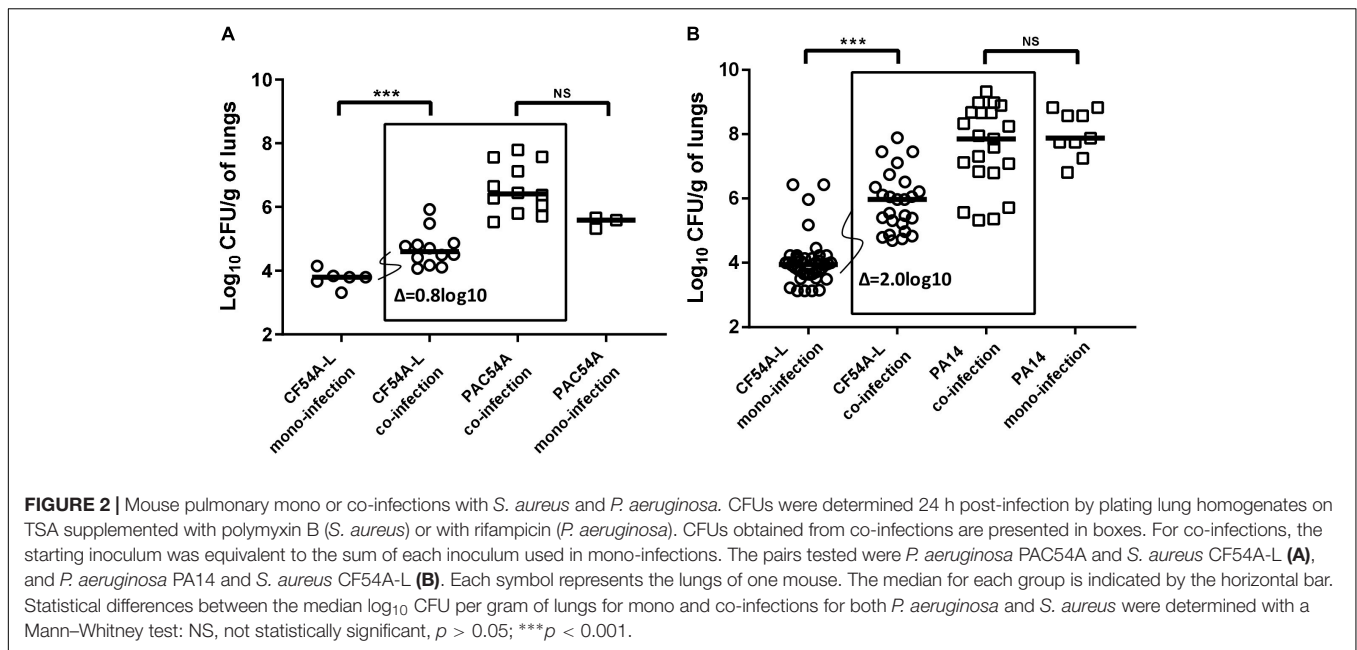 A
B
***
NS
***
NS
Log10 CFU/g of lungs
10
8
6
4
2
Δ=0.8log10
CF54A-L
mono-infection
CF54A-L
co-infection
PAC54A
co-infection
PAC54A
mono-infection
Log10 CFU/g of lungs
10
8
6
4
2
Δ=2.0log10
CF54A-L
mono-infection
CF54A-L
co-infection
PA14
co-infection
PA14
mono-infection
FIGURE 2 | Mouse pulmonary mono or co-infections with S. aureus and P. aeruginosa. CFUs were determined 24 h post-infection by plating lung homogenates on
TSA supplemented with polymyxin B (S. aureus) or with rifampicin (P. aeruginosa). CFUs obtained from co-infections are presented in boxes. For co-infections, the
starting inoculum was equivalent to the sum of each inoculum used in mono-infections. The pairs tested were P. aeruginosa PAC54A and S. aureus CF54A-L (A),
and P. aeruginosa PA14 and S. aureus CF54A-L (B). Each symbol represents the lungs of one mouse. The median for each group is indicated by the horizontal bar.
Statistical differences between the median log10 CFU per gram of lungs for mono and co-infections for both P. aeruginosa and S. aureus were determined with a
Mann–Whitney test: NS, not statistically significant, p > 0.05; ***p < 0.001.